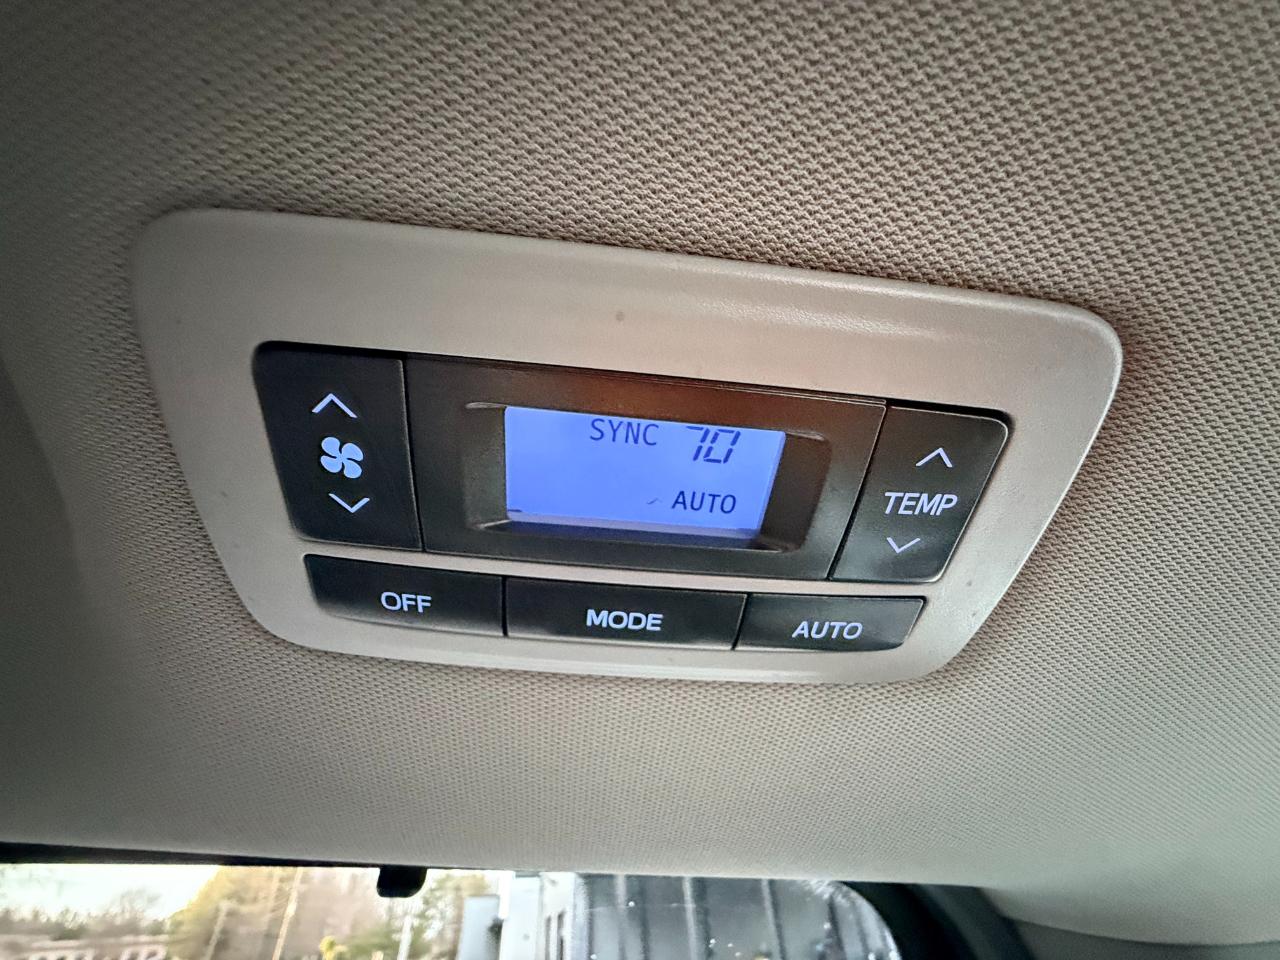 SYNC 70
AUTO
TEMP
OFF MODE AUTO